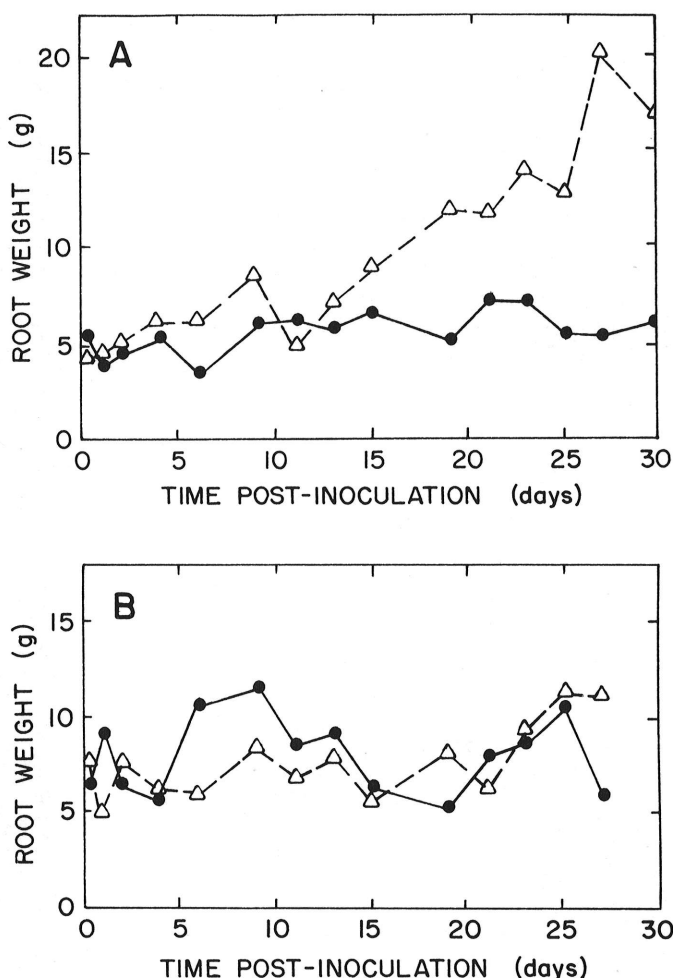 A
20
15
10
5
0
ROOT WEIGHT (g)
0 5 10 15 20 25 30
TIME POST-INOCULATION (days)
B
15
10
5
0
ROOT WEIGHT (g)
0 5 10 15 20 25 30
TIME POST-INOCULATION (days)